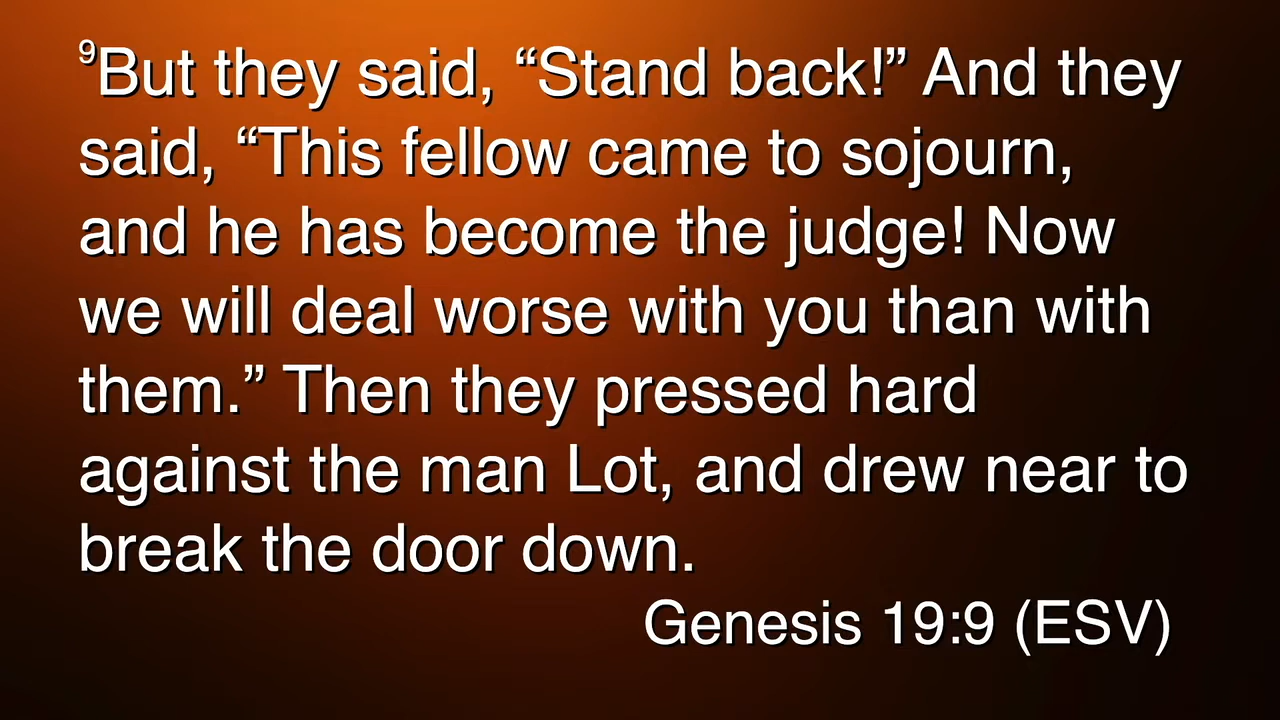 ⁹But they said, “Stand back!” And they
said, “This fellow came to sojourn,
and he has become the judge! Now
we will deal worse with you than with
them.” Then they pressed hard
against the man Lot, and drew near to
break the door down.
Genesis 19:9 (ESV)